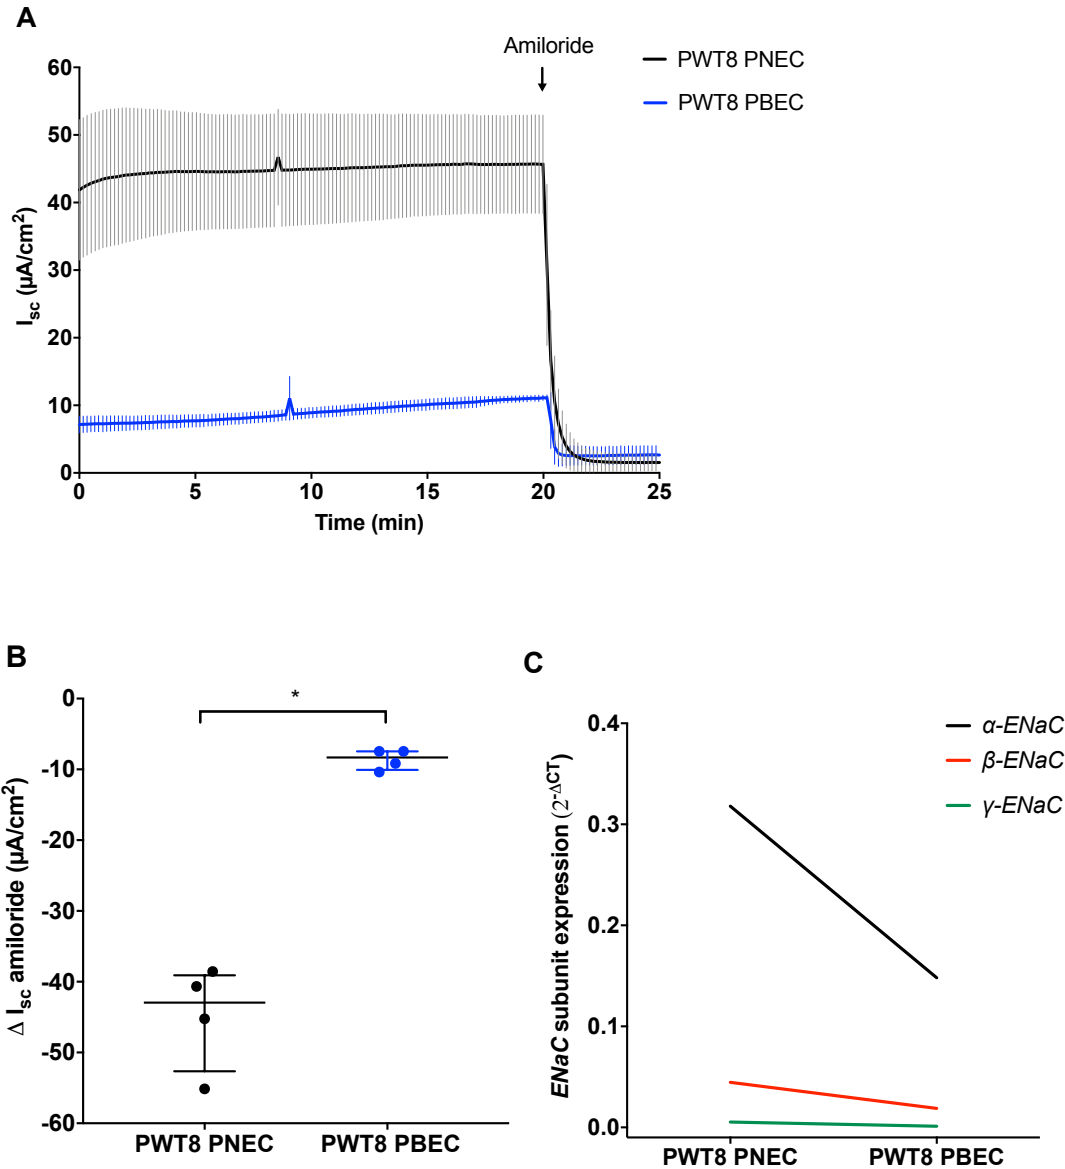 A
Amiloride
PWT8 PNEC
PWT8 PBEC
60
50
40
30
20
10
0
Isc (µA/cm2)
0 5 10 15 20 25
Time (min)
B
*
0
-10
-20
-30
-40
-50
-60
Δ Isc amiloride (µA/cm2)
PWT8 PNEC PWT8 PBEC
C
α-ENaC
β-ENaC
γ-ENaC
0.4
0.3
0.2
0.1
0.0
ENaC subunit expression (2-ΔCT)
PWT8 PNEC PWT8 PBEC